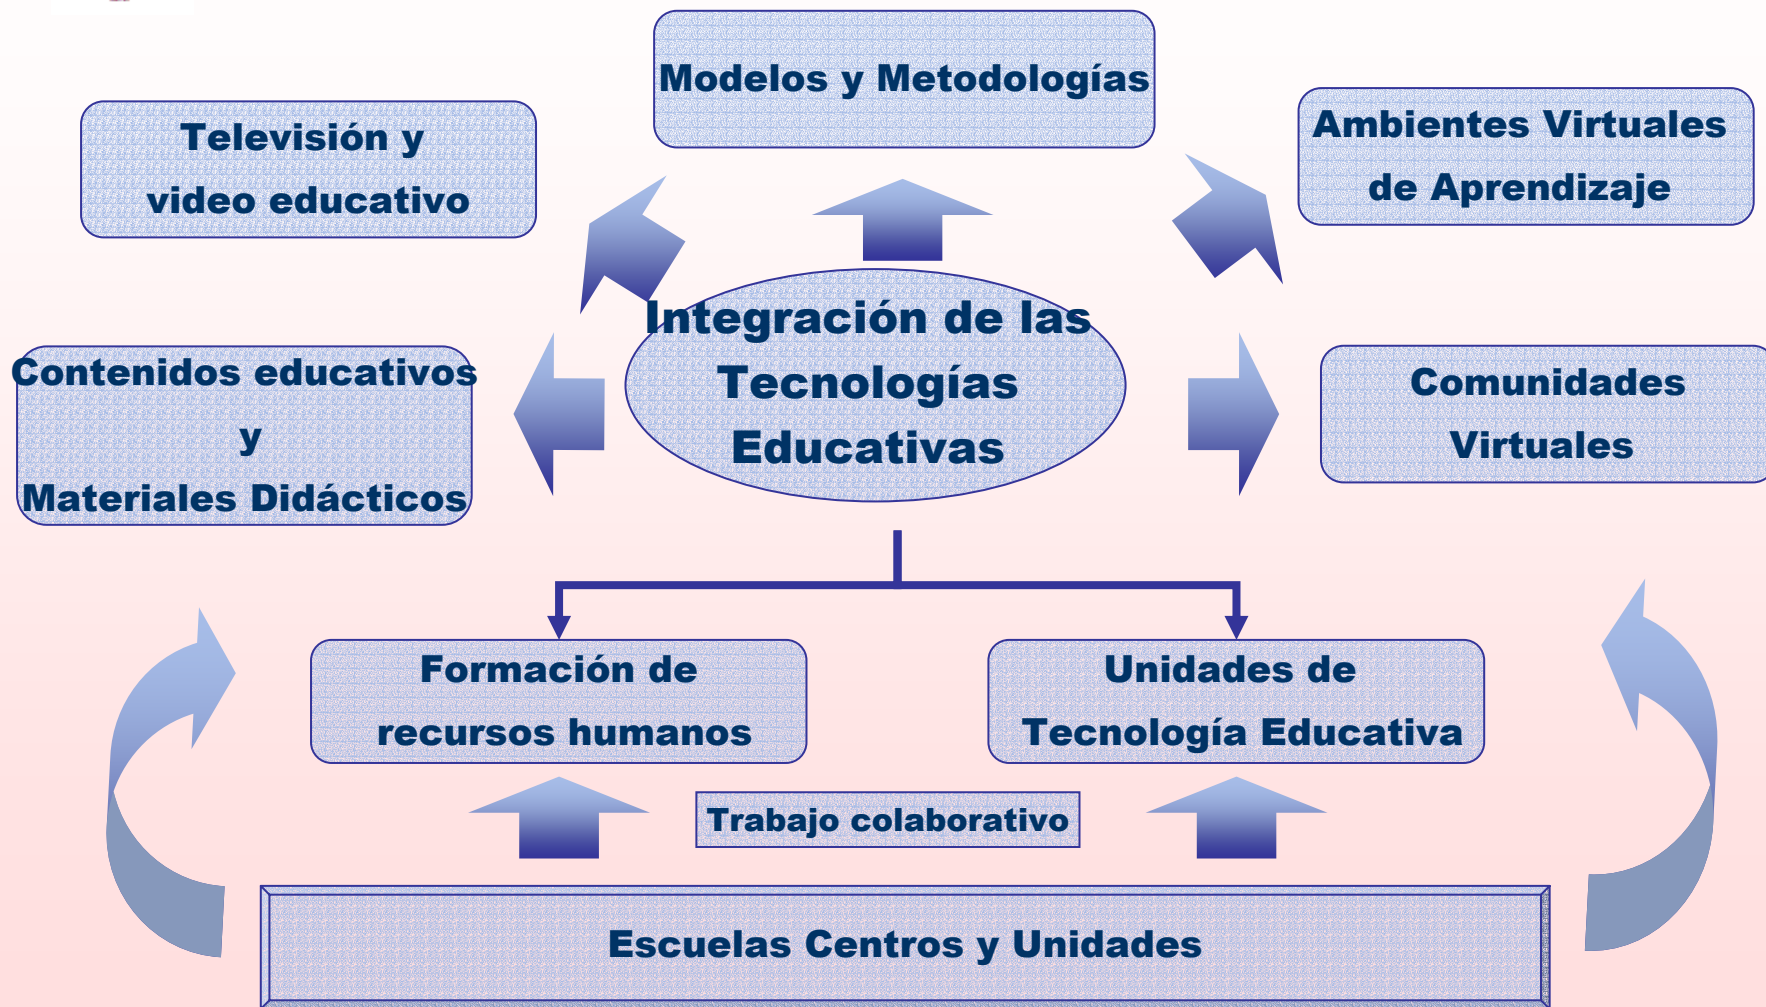 Modelos y Metodologías
Televisión y
video educativo
Ambientes Virtuales
de Aprendizaje
Integración de las
Tecnologías
Educativas
Contenidos educativos
y
Materiales Didácticos
Comunidades
Virtuales
Formación de
recursos humanos
Unidades de
Tecnología Educativa
Trabajo colaborativo
Escuelas Centros y Unidades